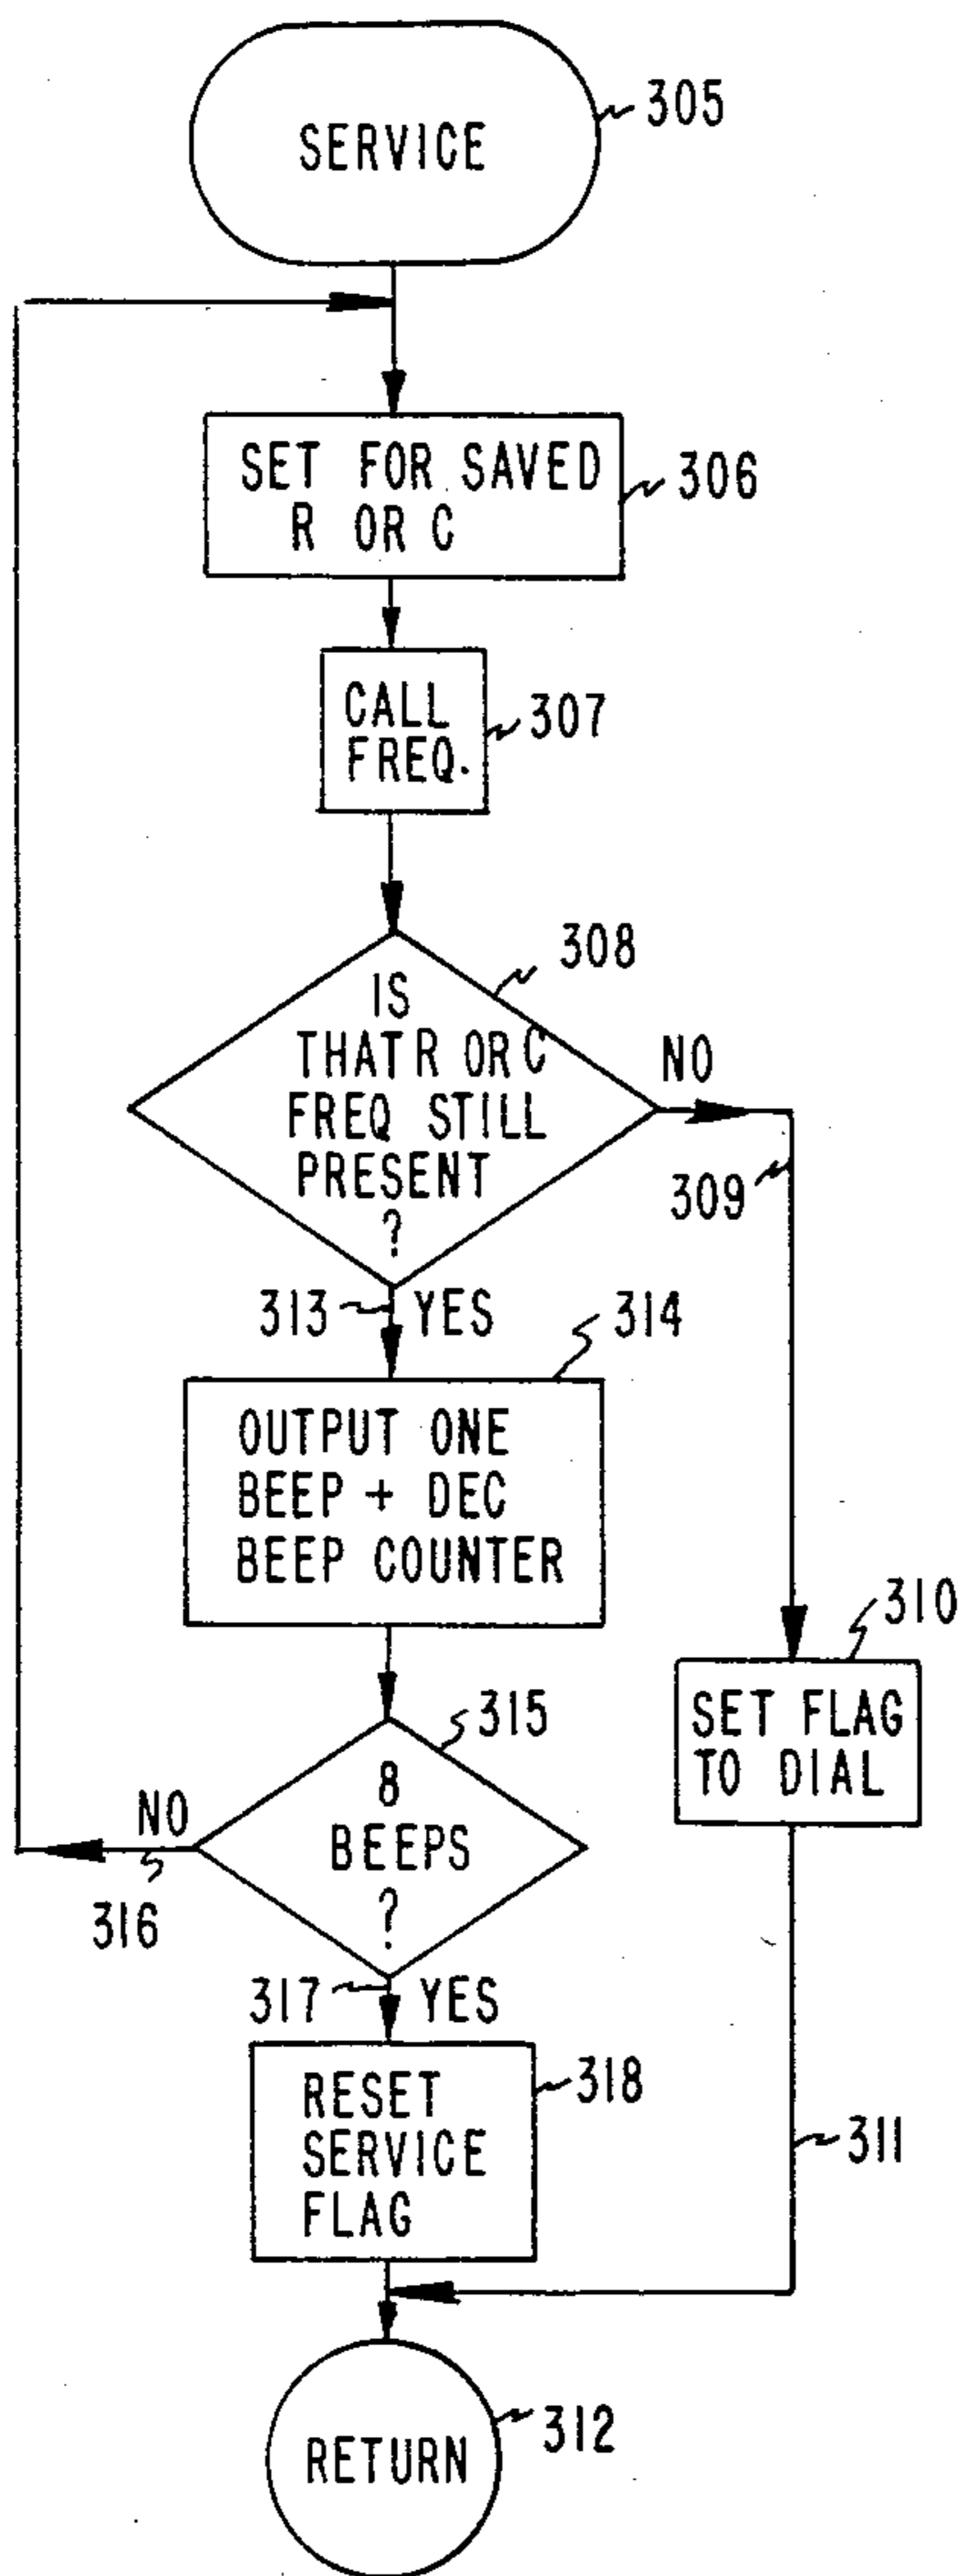 305
SERVICE
SET FOR SAVED
R OR C
306
CALL
FREQ.
307
308
IS
THAT R OR C
FREQ STILL
PRESENT
?
NO
309
313
YES
314
OUTPUT ONE
BEEP + DEC
BEEP COUNTER
310
SET FLAG
TO DIAL
315
8
BEEPS
?
NO
316
317
YES
RESET
SERVICE
FLAG
318
311
RETURN
312